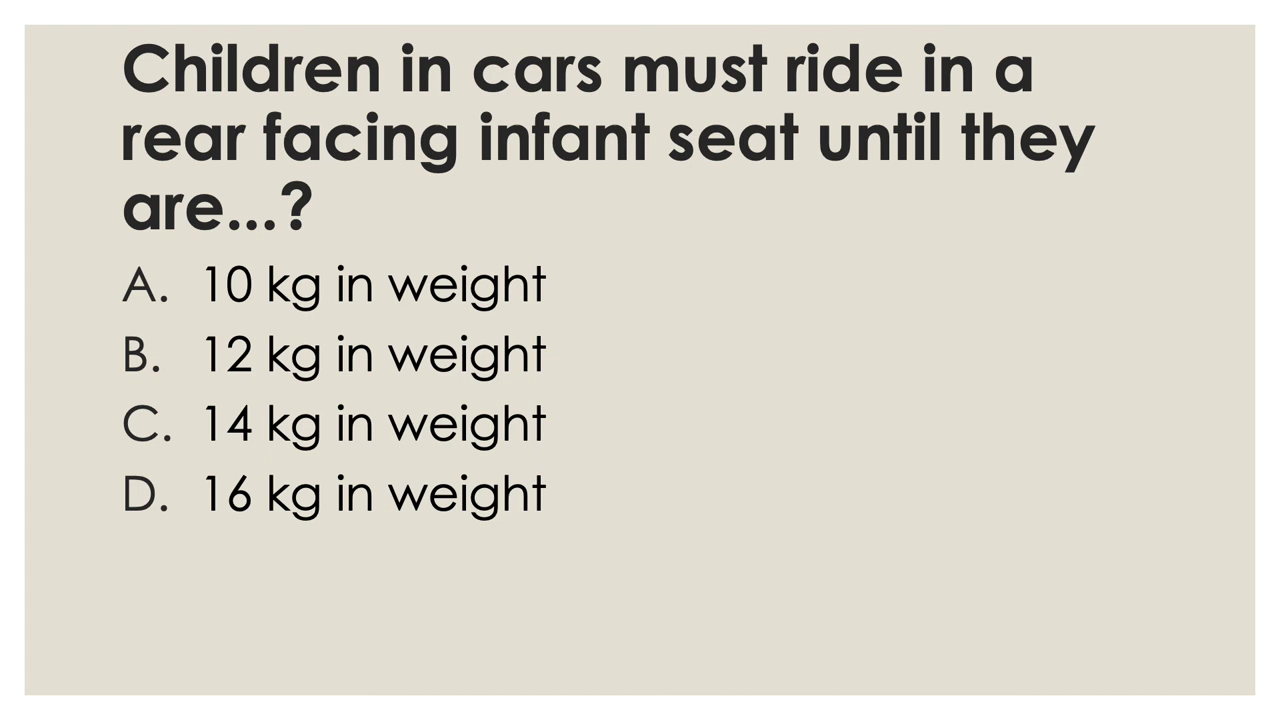 Children in cars must ride in a
rear facing infant seat until they
are...?
A. 10 kg in weight
B. 12 kg in weight
C. 14 kg in weight
D. 16 kg in weight